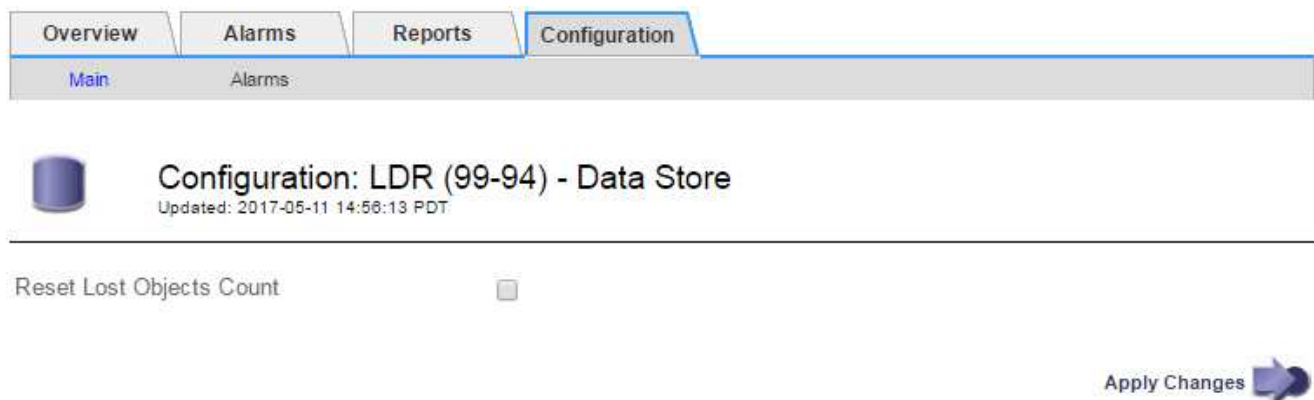 Overview Alarms Reports Configuration
Main Alarms
Configuration: LDR (99-94) - Data Store
Updated: 2017-05-11 14:56:13 PDT
Reset Lost Objects Count
Apply Changes